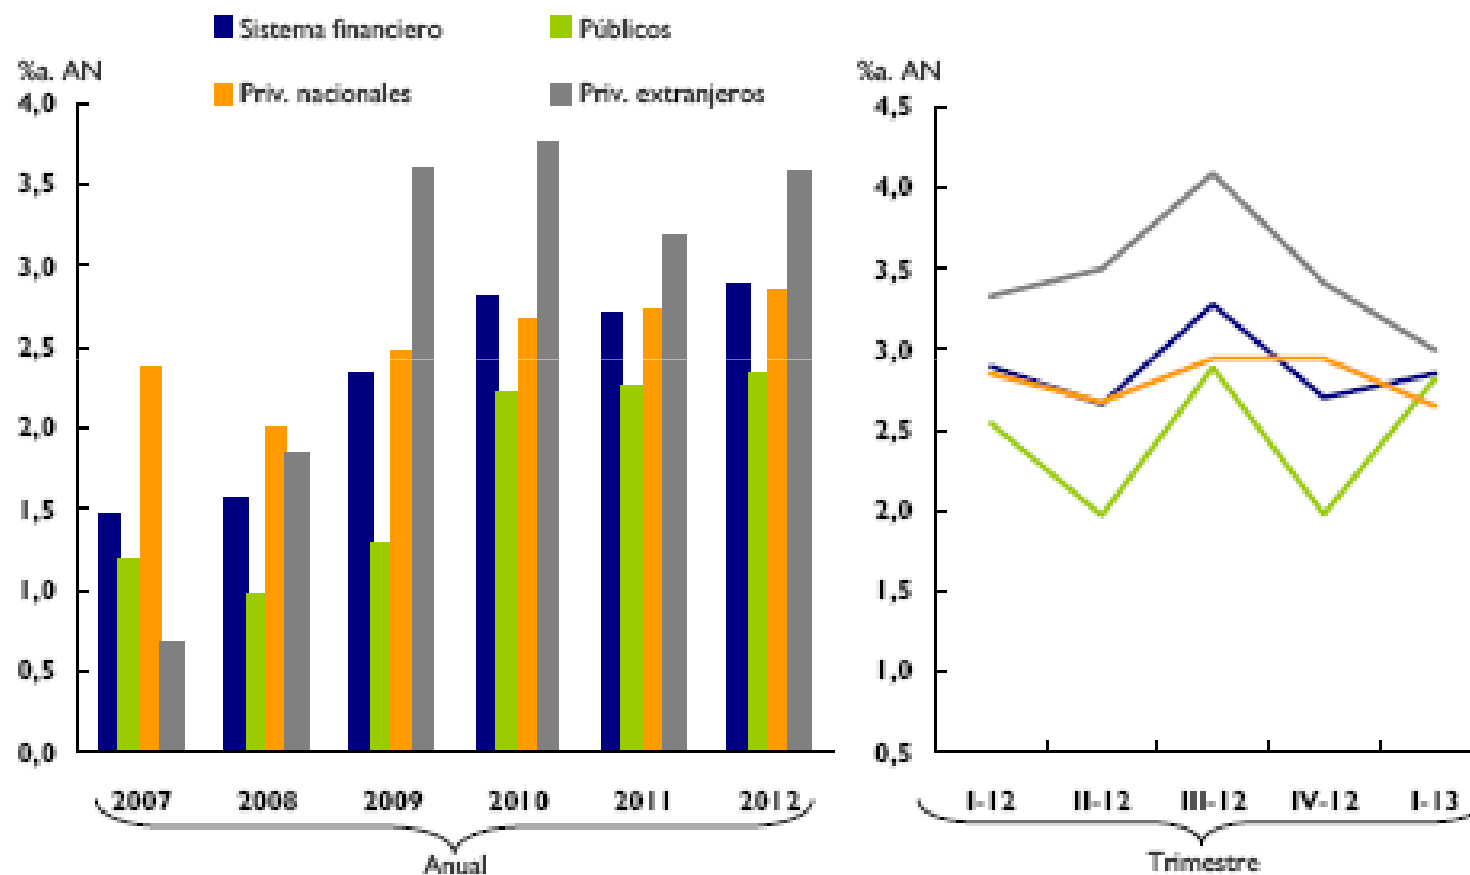 Sistema financiero
Públicos
Priv. nacionales
Priv. extranjeros
%a. AN
4,0
3,5
3,0
2,5
2,0
1,5
1,0
0,5
0,0
2007 2008 2009 2010 2011 2012
Anual
%a. AN
4,5
4,0
3,5
3,0
2,5
2,0
1,5
1,0
0,5
I-12 II-12 III-12 IV-12 I-13
Trimestre